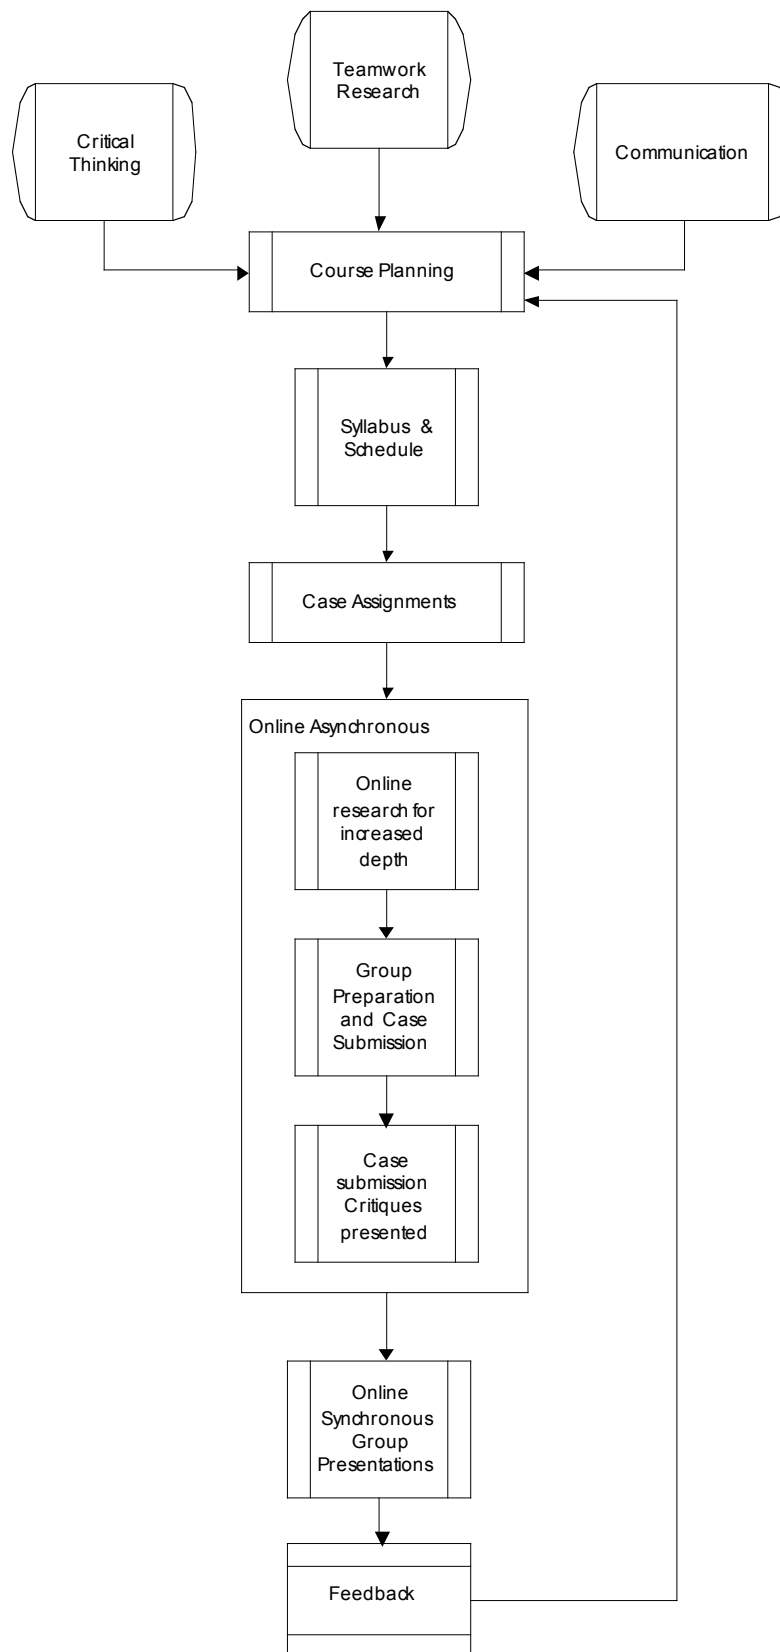 Teamwork
Research
Critical
Thinking
Communication
Course Planning
Syllabus &
Schedule
Case Assignments
Online Asynchronous
Online
research for
increased
depth
Group
Preparation
and Case
Submission
Case
submission
Critiques
presented
Online
Synchronous
Group
Presentations
Feedback